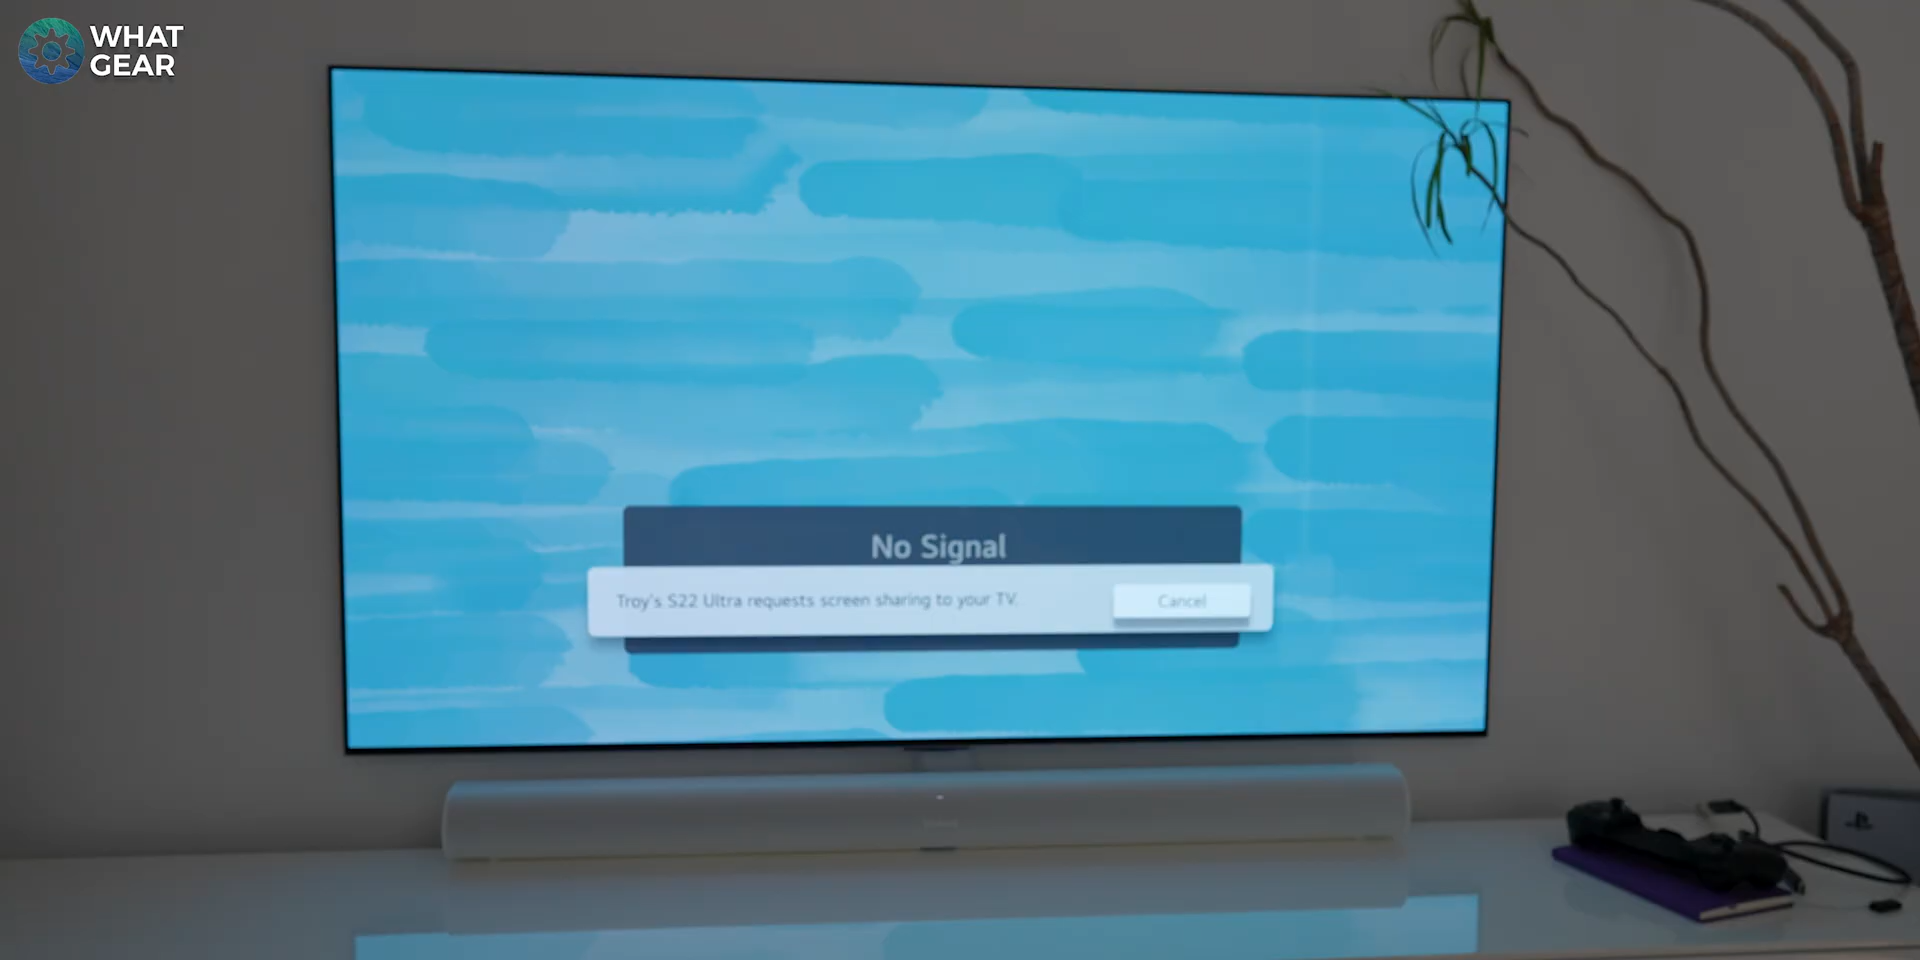 WHAT
GEAR
No Signal
Troy's S22 Ultra requests screen sharing to your TV.
Cancel